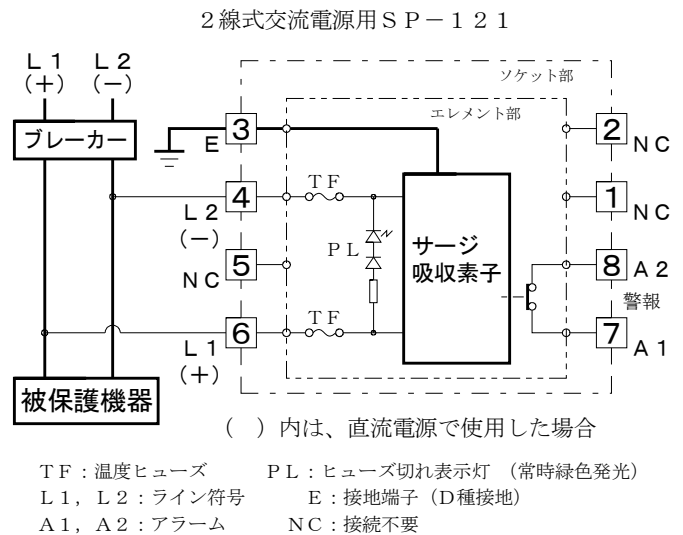 2線式交流電源用SP-121
L1 L2
(+) (−)
ソケット部
エレメント部
ブレーカー
3
E
2
NC
TF
4
L2
(−)
1
NC
PL
サージ
吸収素子
5
NC
8
A2
警報
TF
6
L1
(+)
7
A1
被保護機器
( )内は、直流電源で使用した場合
TF:温度ヒューズ PL:ヒューズ切れ表示灯 (常時緑色発光)
L1,L2:ライン符号 E:接地端子(D種接地)
A1,A2:アラーム NC:接続不要